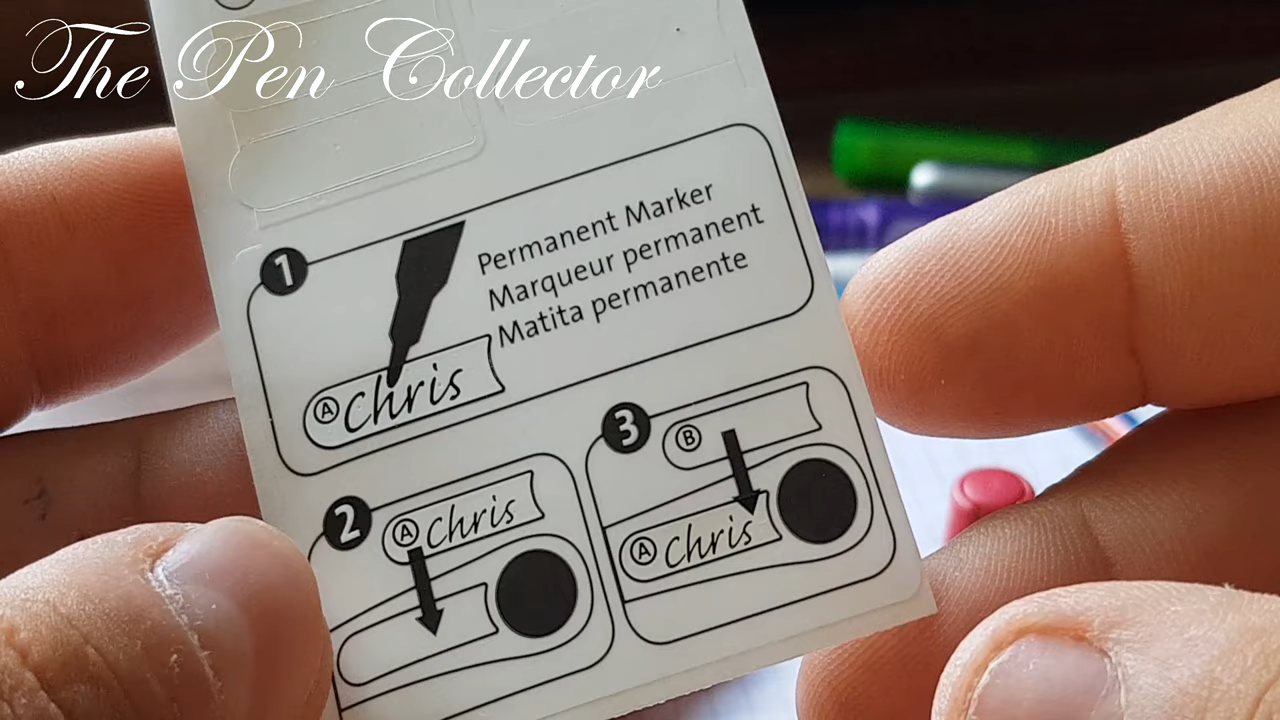 The Pen Collector
1
Permanent Marker
Marqueur permanent
Matita permanente
A Chris
2
A Chris
3
B
A Chris